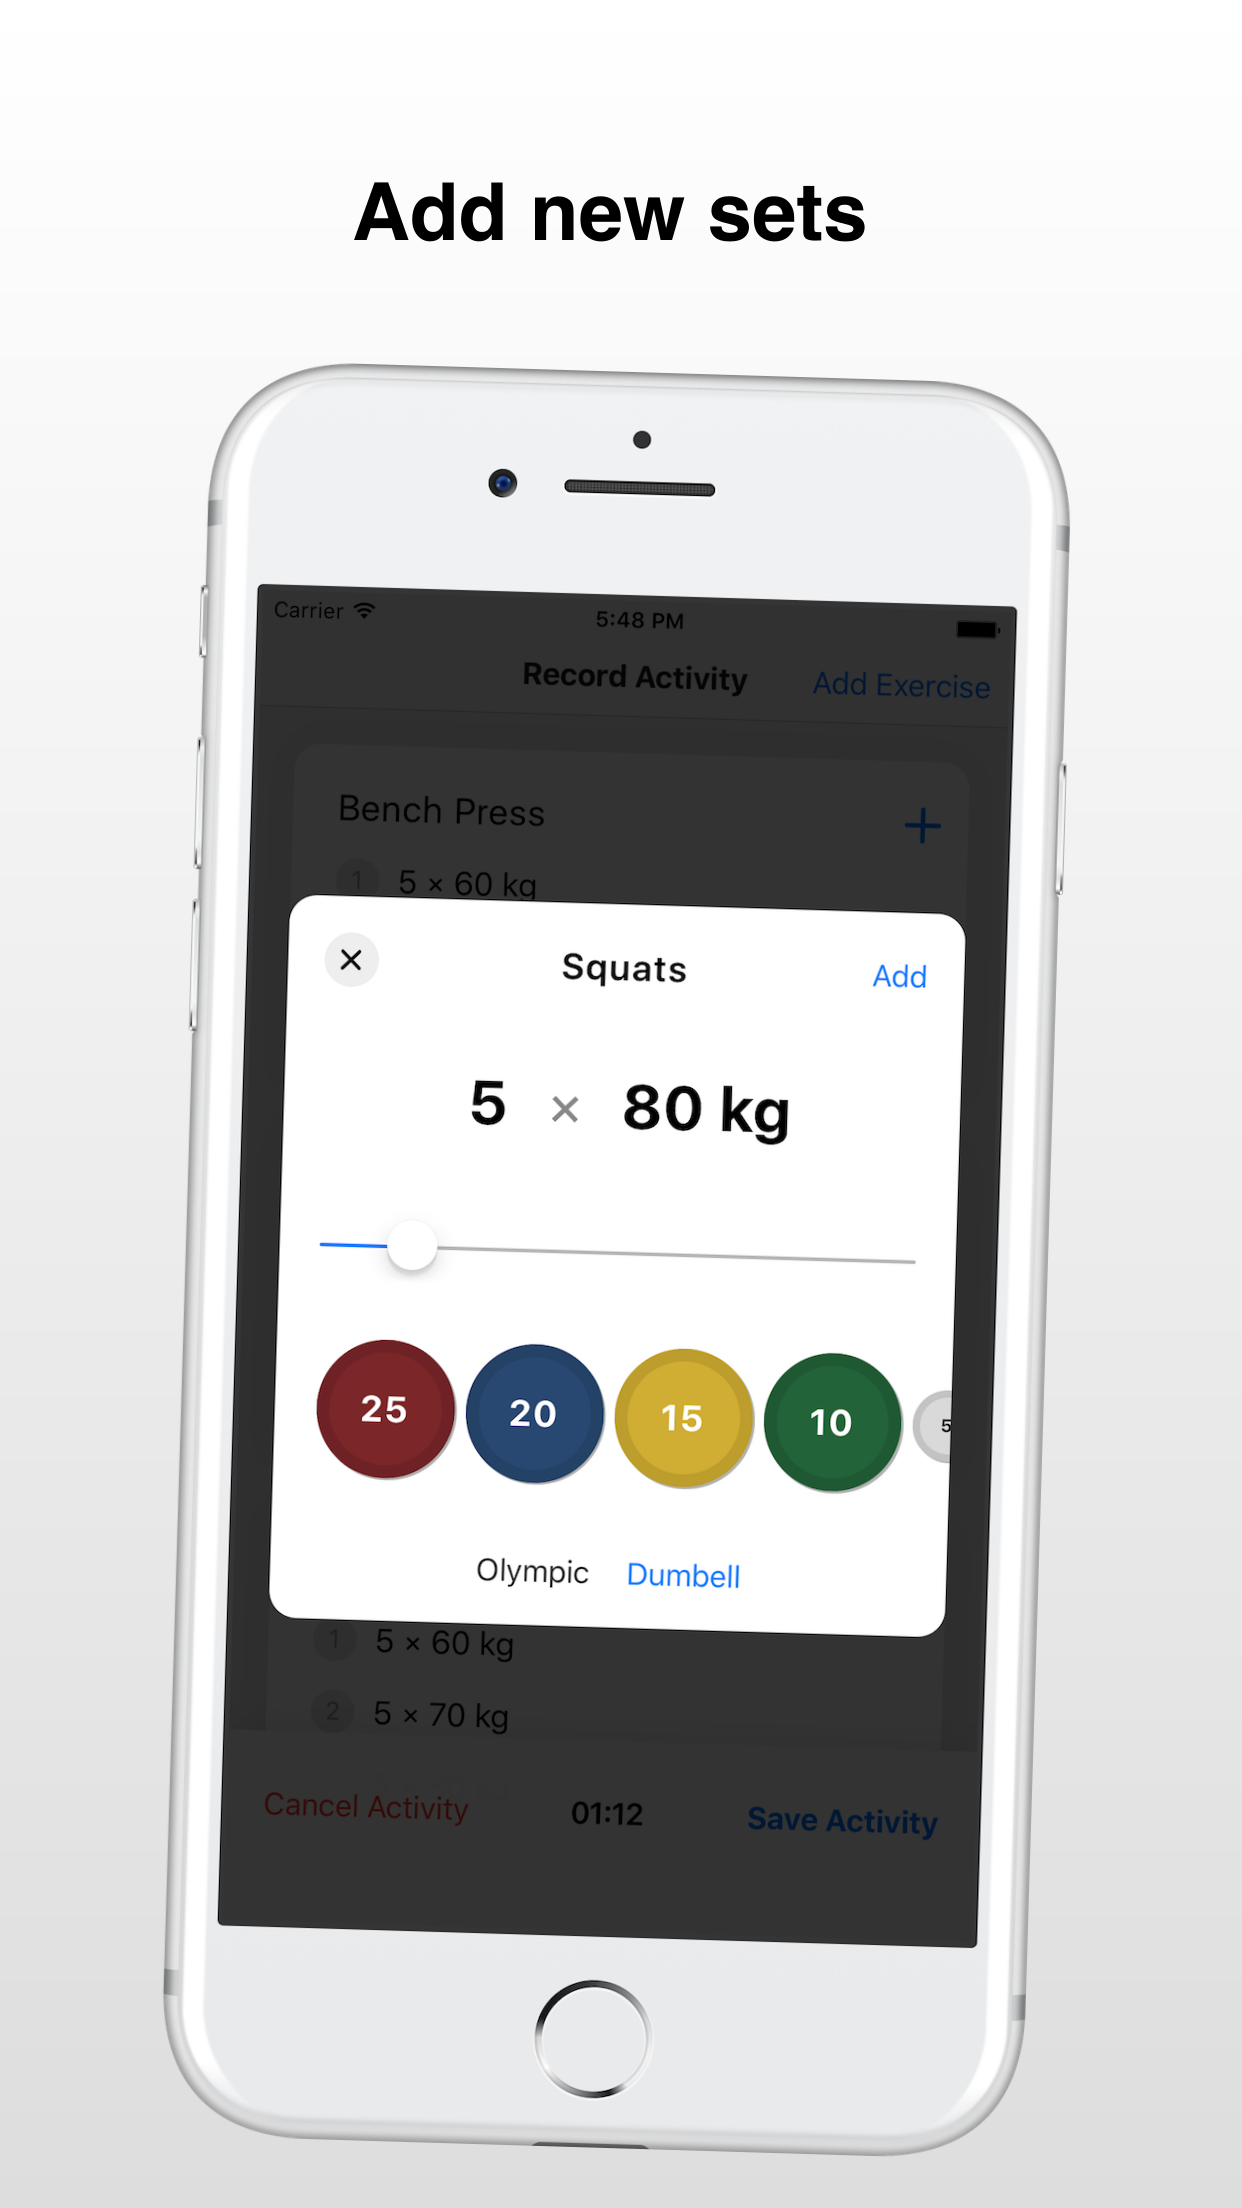 Add new sets
Carrier 5:48 PM
Record Activity Add Exercise
Bench Press
1 5 × 60 kg
Squats Add
5 × 80 kg
25 20 15 10 5
Olympic Dumbell
1 5 × 60 kg
2 5 × 70 kg
Cancel Activity 01:12 Save Activity